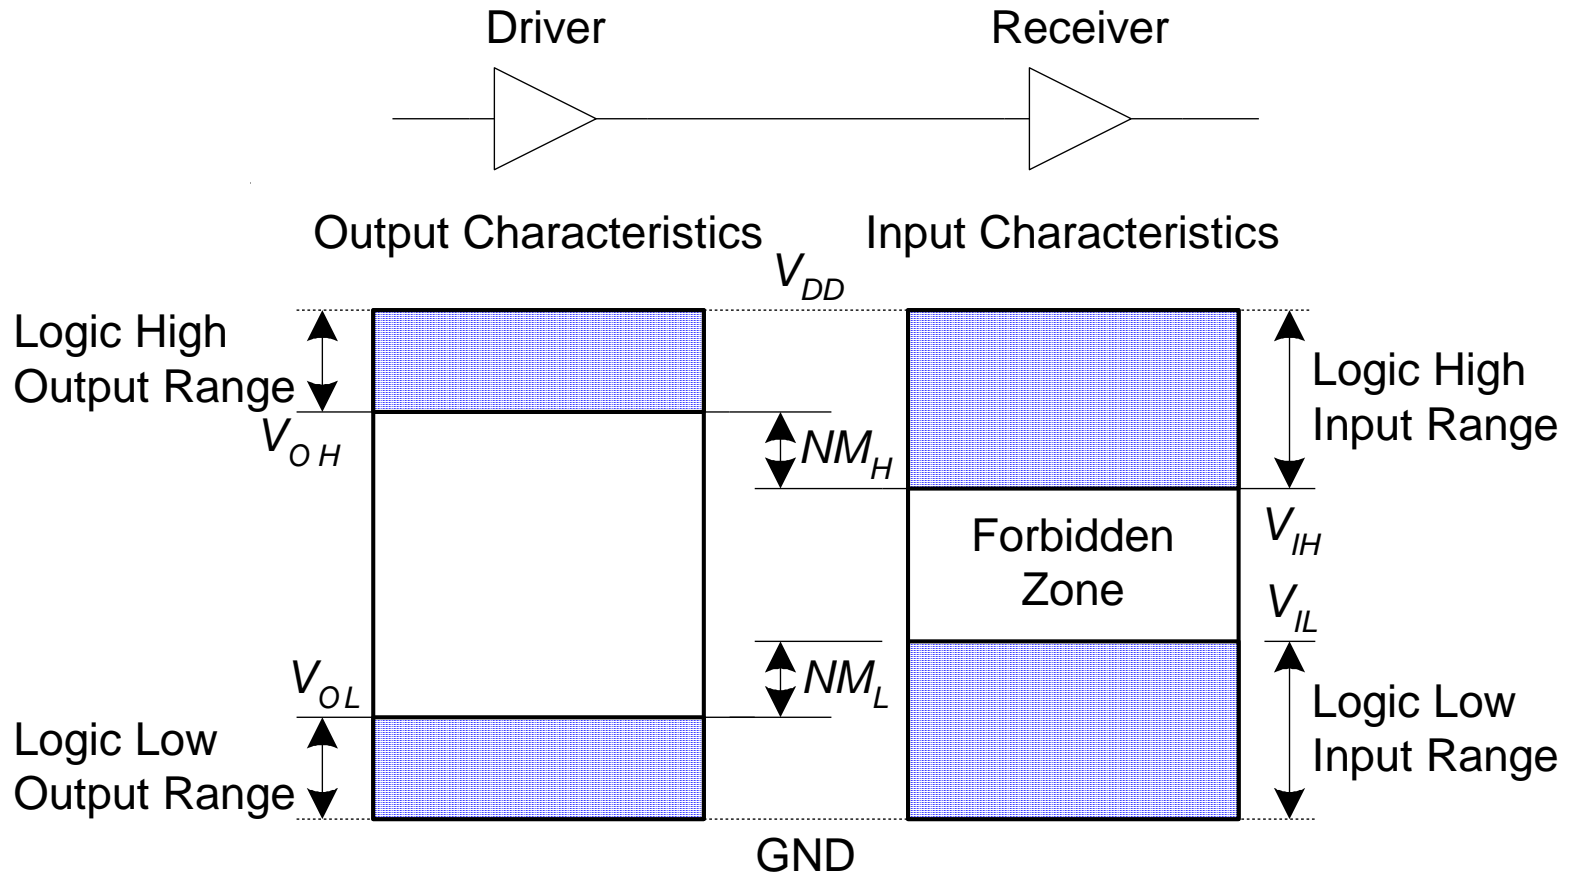 Driver
Receiver
Output Characteristics
Input Characteristics
VDD
Logic High
Output Range
VOH
NMH
Logic High
Input Range
Forbidden
Zone
VIH
VIL
VOL
NML
Logic Low
Output Range
Logic Low
Input Range
GND